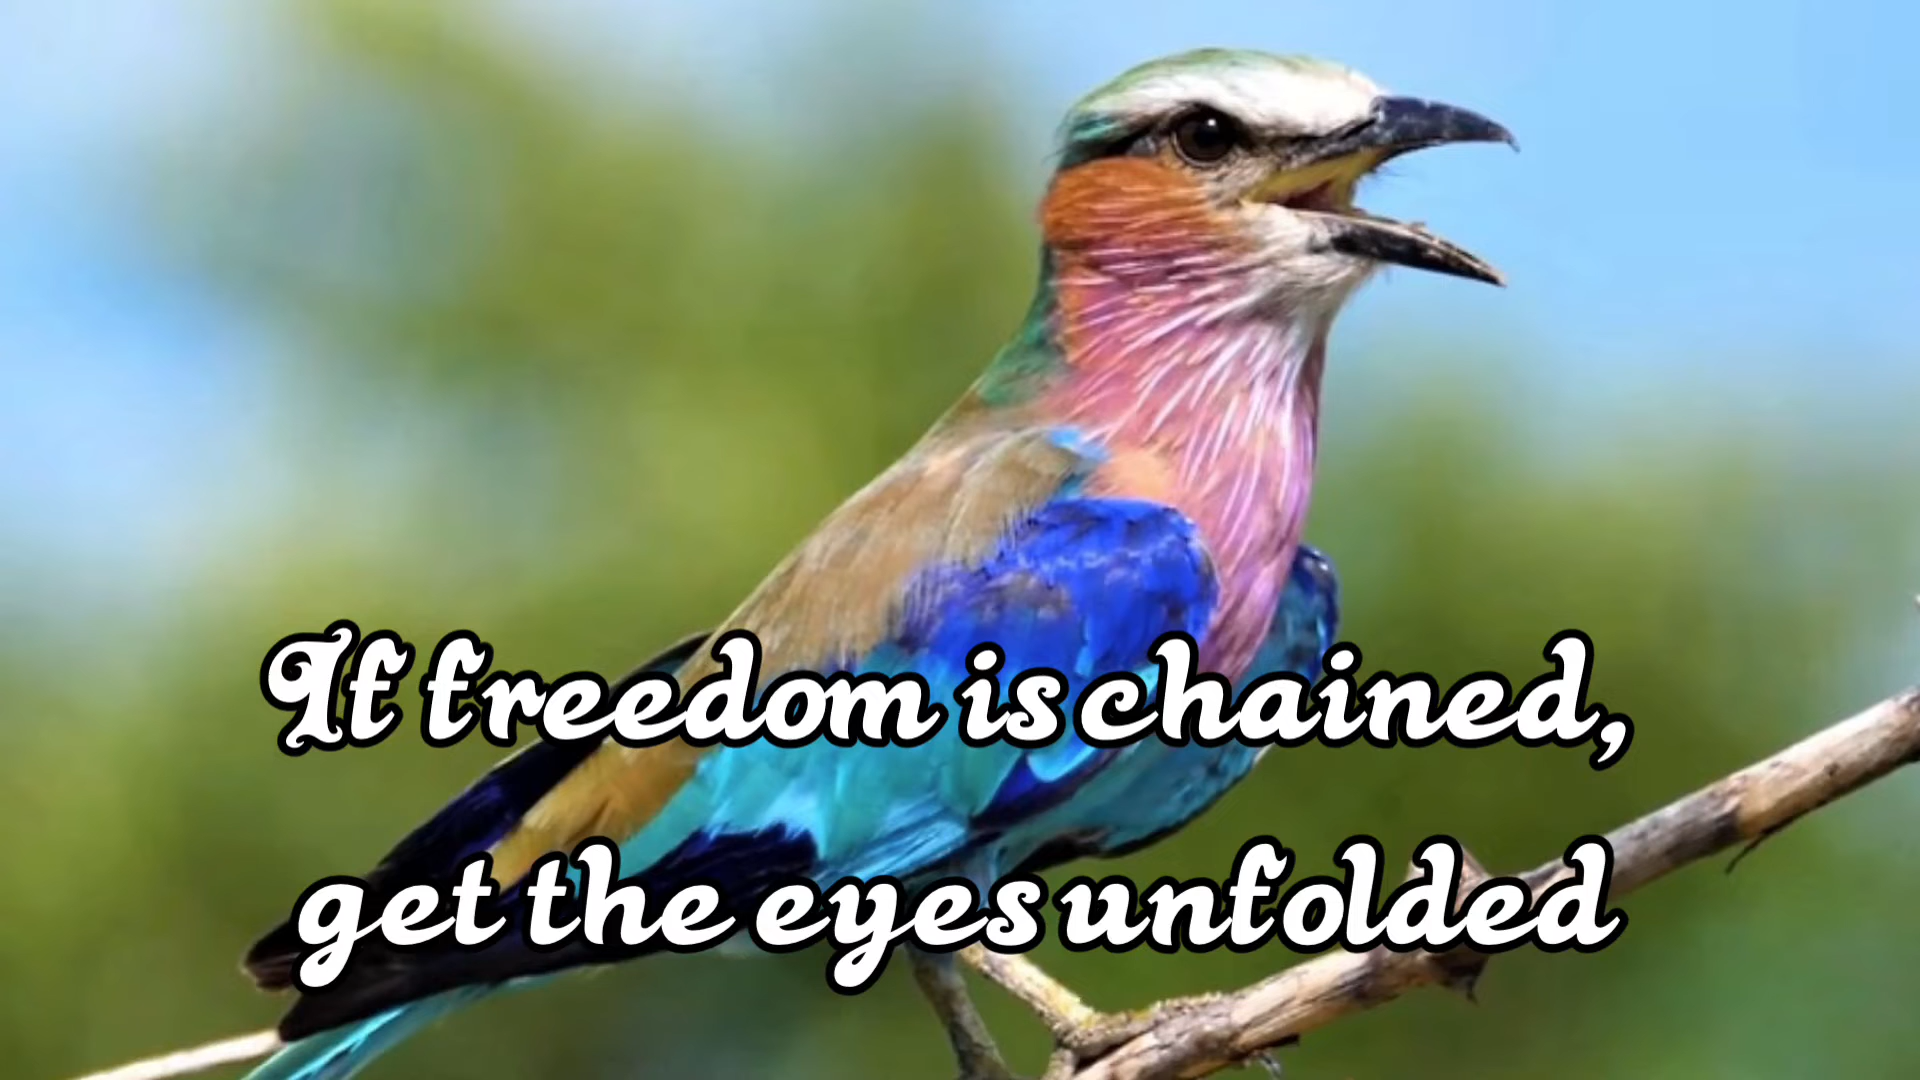 If freedom is chained,
get the eyes unfolded